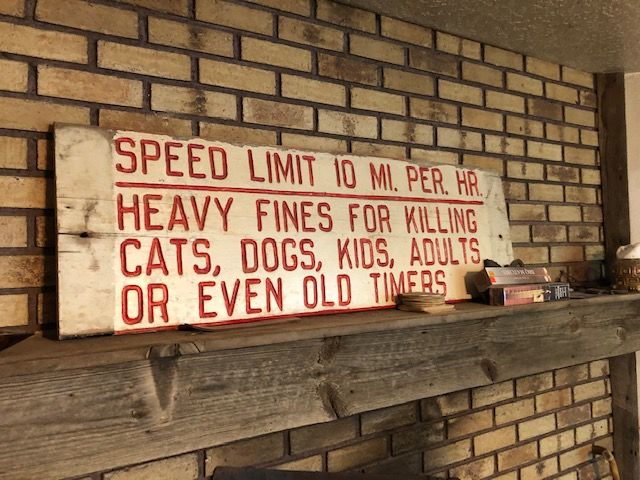 SPEED LIMIT 10 MI. PER. HR.
HEAVY FINES FOR KILLING
CATS, DOGS, KIDS, ADULTS
OR EVEN OLD TIMERS